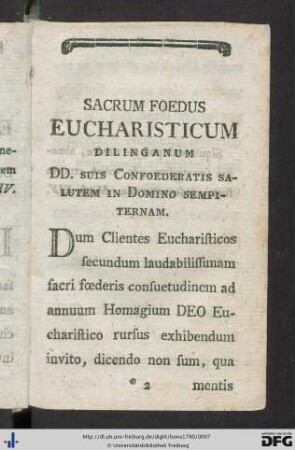 SACRUM FOEDUS
EUCHARISTICUM
DILINGANUM
DD. SUIS CONFOEDERATIS SA-
LUTEM IN DOMINO SEMPI-
TERNAM.
Dum Clientes Euchariſticos
ſecundum laudabiliſſimam
ſacri fœderis conſuetudinem ad
annuum Homagium DEO Eu-
chariſtico rurſus exhibendum
invito, dicendo non ſum, qua
* 2 mentis
http://dl.ub.uni-freiburg.de/diglit/bona1790/0007
© Universitätsbibliothek Freiburg
DFG